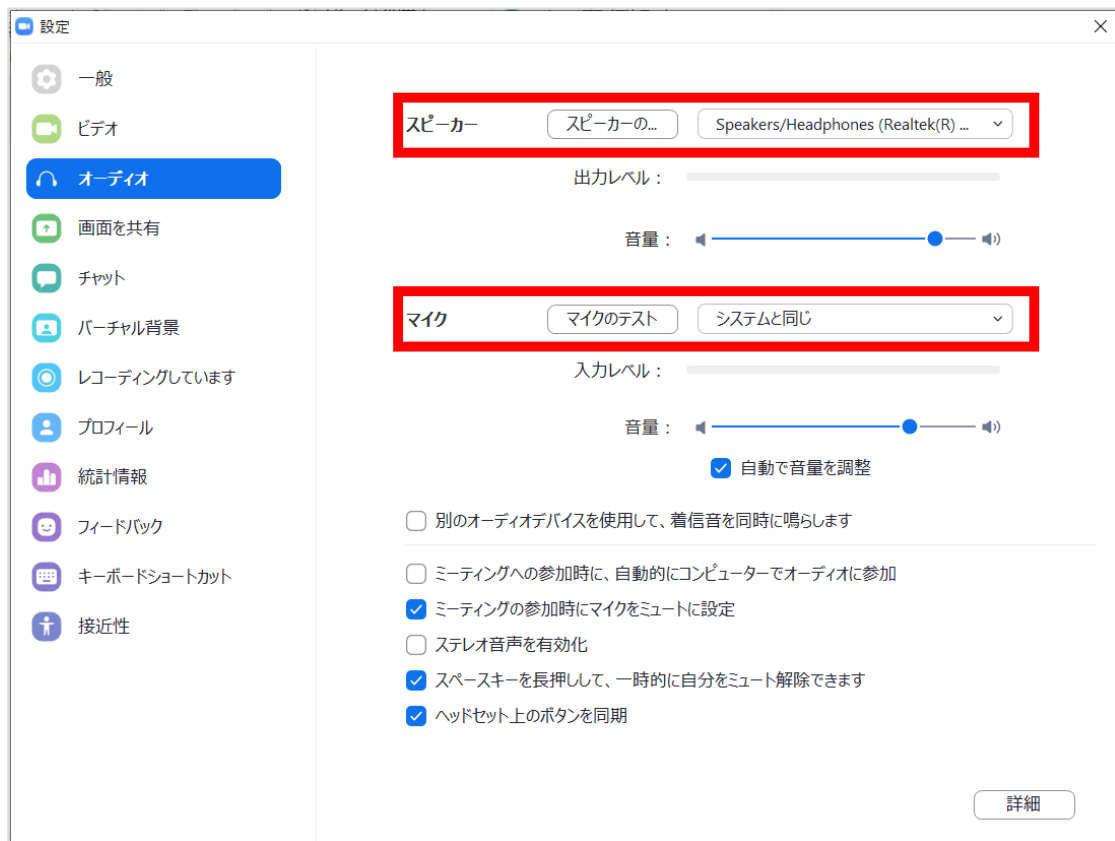 設定
一般
ビデオ
オーディオ
画面を共有
チャット
バーチャル背景
レコーディングしています
プロフィール
統計情報
フィードバック
キーボードショートカット
接近性
スピーカー スピーカーの... Speakers/Headphones (Realtek(R) ...
出力レベル：
音量：
マイク マイクのテスト システムと同じ
入力レベル：
音量：
自動で音量を調整
別のオーディオデバイスを使用して、着信音を同時に鳴らします
ミーティングへの参加時に、自動的にコンピューターでオーディオに参加
ミーティングの参加時にマイクをミュートに設定
ステレオ音声を有効化
スペースキーを長押しして、一時的に自分をミュート解除できます
ヘッドセット上のボタンを同期
詳細